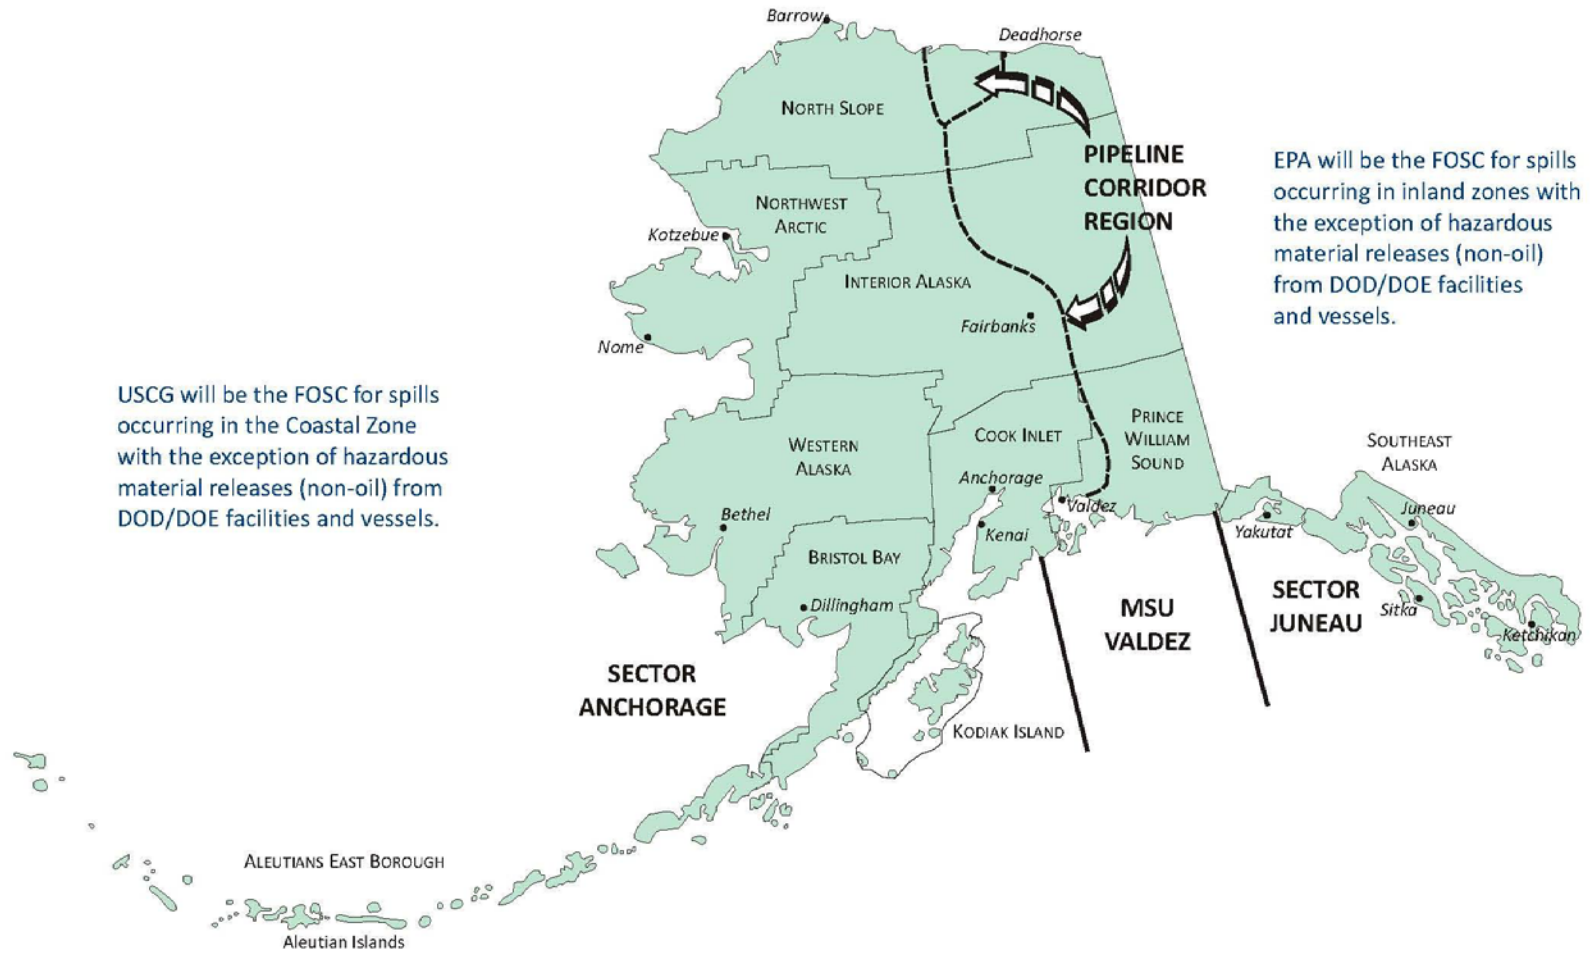 Barrow
Deadhorse
NORTH SLOPE
PIPELINE
CORRIDOR
REGION
EPA will be the FOSC for spills
occurring in inland zones with
the exception of hazardous
material releases (non-oil)
from DOD/DOE facilities
and vessels.
NORTHWEST
ARCTIC
Kotzebue
INTERIOR ALASKA
Fairbanks
Nome
USCG will be the FOSC for spills
occurring in the Coastal Zone
with the exception of hazardous
material releases (non-oil) from
DOD/DOE facilities and vessels.
WESTERN
ALASKA
COOK INLET
PRINCE
WILLIAM
SOUND
SOUTHEAST
ALASKA
Anchorage
Valdez
Juneau
Bethel
Kenai
Yakutat
BRISTOL BAY
Dillingham
MSU
VALDEZ
SECTOR
JUNEAU
Sitka
Ketchikan
SECTOR
ANCHORAGE
KODIAK ISLAND
ALEUTIANS EAST BOROUGH
Aleutian Islands